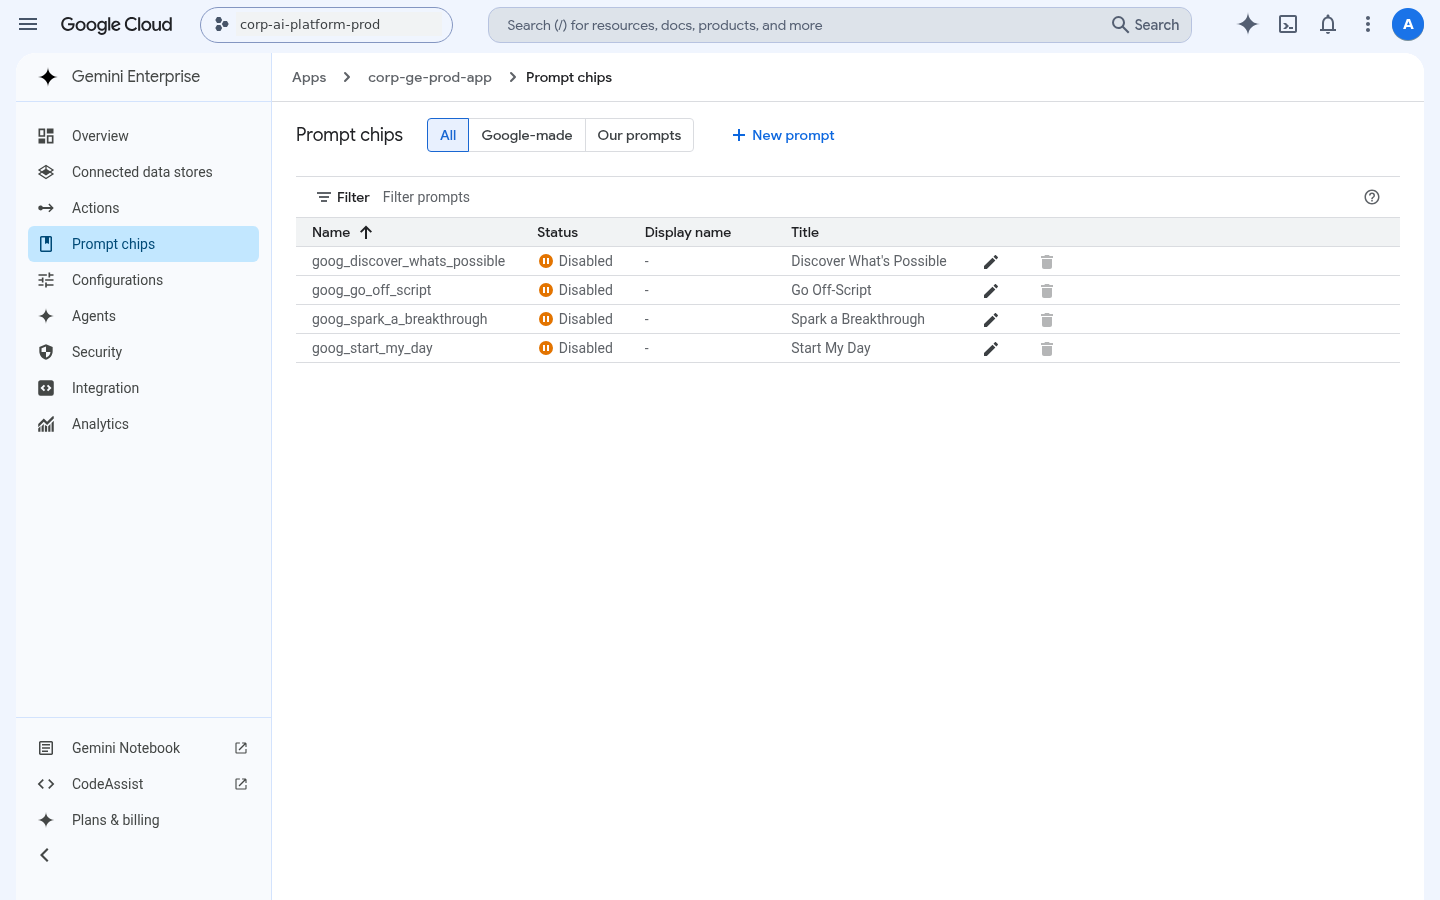 Google Cloud
corp-ai-platform-prod
Search (/) for resources, docs, products, and more
Search
A
Gemini Enterprise
Apps
corp-ge-prod-app
Prompt chips
Overview
Connected data stores
Actions
Prompt chips
Configurations
Agents
Security
Integration
Analytics
Gemini Notebook
CodeAssist
Plans & billing
Prompt chips
All
Google-made
Our prompts
New prompt
Filter
Filter prompts
Name Status Display name Title
goog_discover_whats_possible Disabled - Discover What's Possible
goog_go_off_script Disabled - Go Off-Script
goog_spark_a_breakthrough Disabled - Spark a Breakthrough
goog_start_my_day Disabled - Start My Day